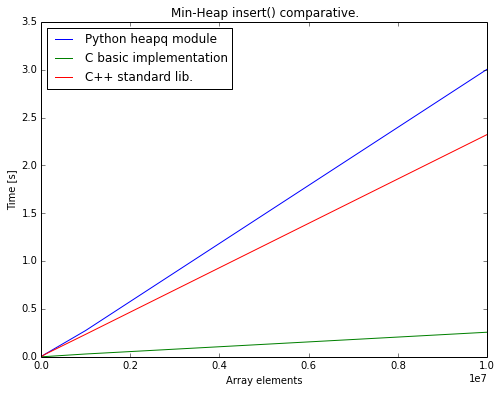 Min-Heap insert() comparative.
Python heapq module
C basic implementation
C++ standard lib.
Time [s]
3.5
3.0
2.5
2.0
1.5
1.0
0.5
0.0
0.0 0.2 0.4 0.6 0.8 1.0
1e7
Array elements